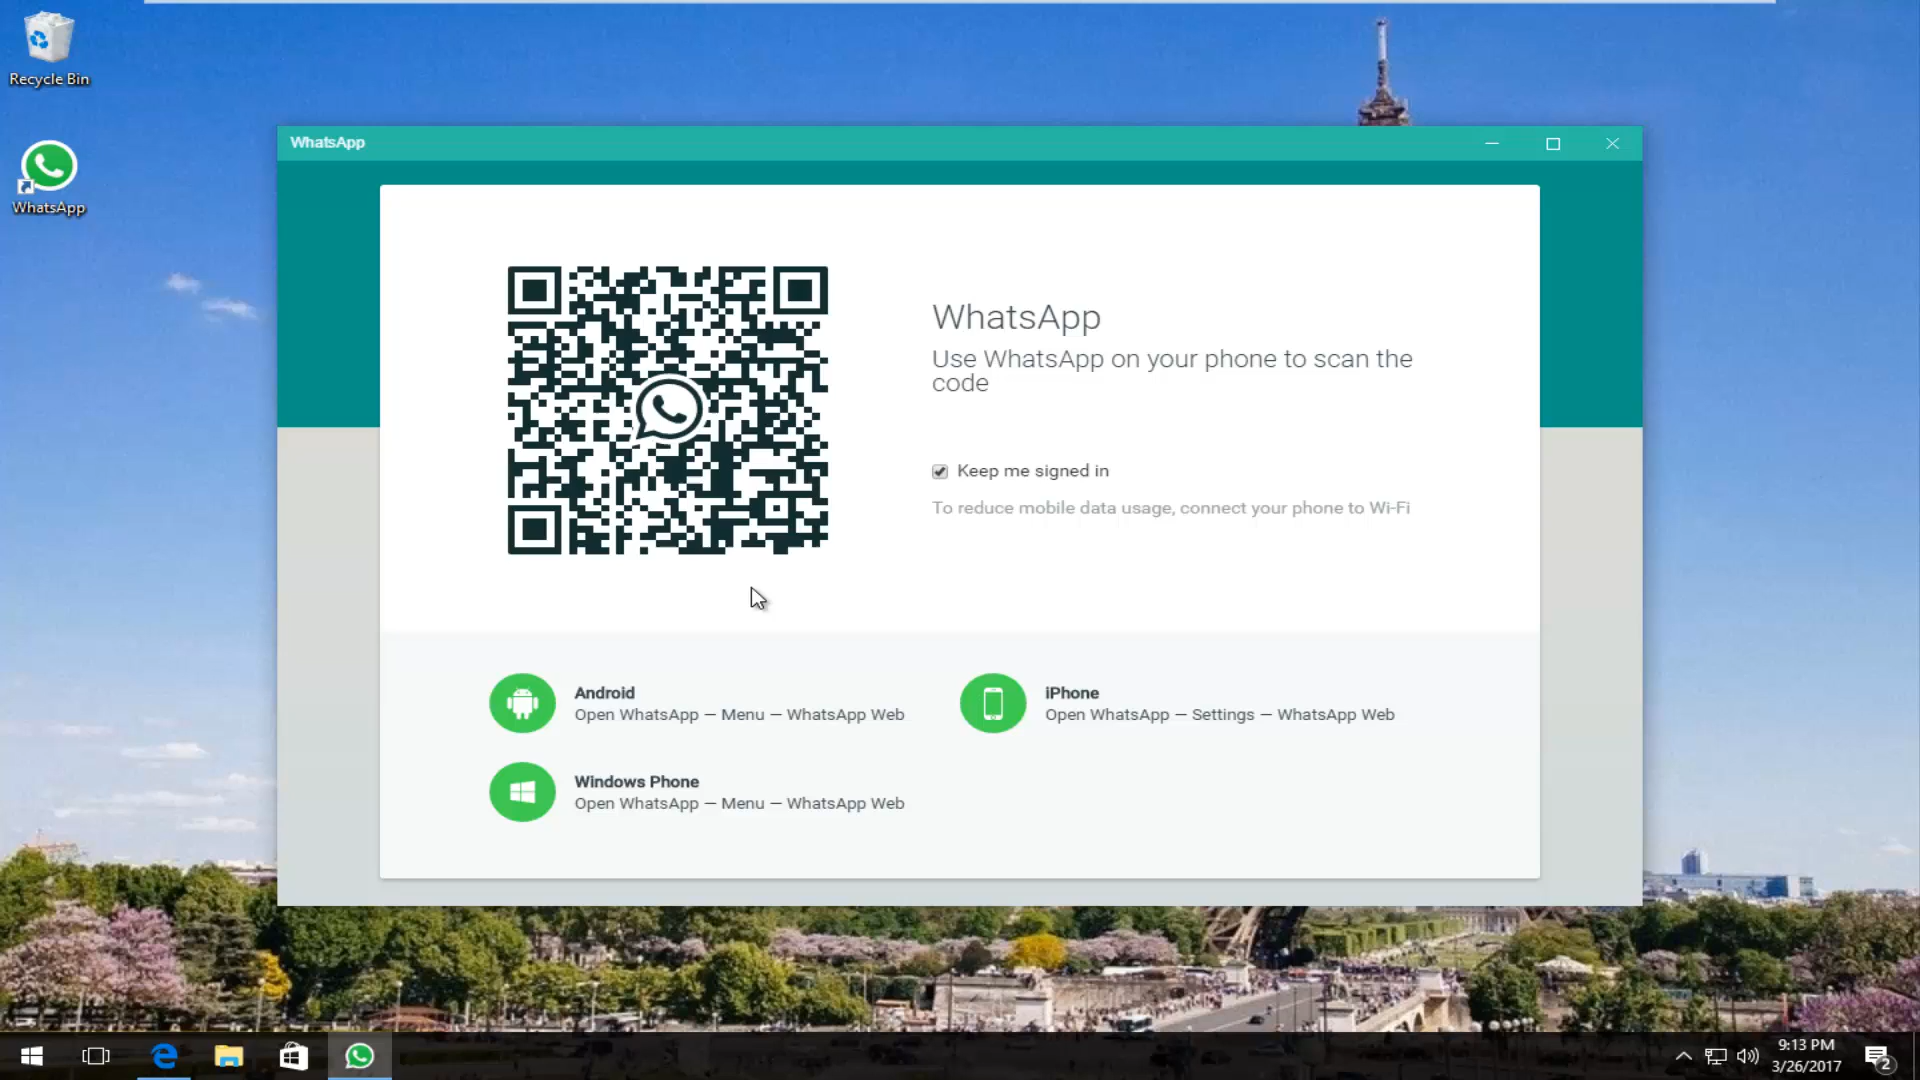 Recycle Bin
WhatsApp
WhatsApp
WhatsApp
Use WhatsApp on your phone to scan the
code
Keep me signed in
To reduce mobile data usage, connect your phone to Wi-Fi
Android
Open WhatsApp – Menu – WhatsApp Web
iPhone
Open WhatsApp – Settings – WhatsApp Web
Windows Phone
Open WhatsApp – Menu – WhatsApp Web
9:13 PM
3/26/2017
2